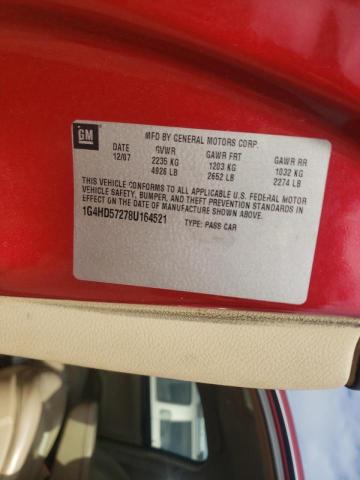 GM
MFD BY GENERAL MOTORS CORP.
DATE GVWR GAWR FRT GAWR RR
12/07 2235 KG 1203 KG 1032 KG
4926 LB 2652 LB 2274 LB
THIS VEHICLE CONFORMS TO ALL APPLICABLE U.S. FEDERAL MOTOR
VEHICLE SAFETY, BUMPER, AND THEFT PREVENTION STANDARDS IN
EFFECT ON THE DATE OF MANUFACTURE SHOWN ABOVE.
1G4HD57278U164521 TYPE: PASS CAR